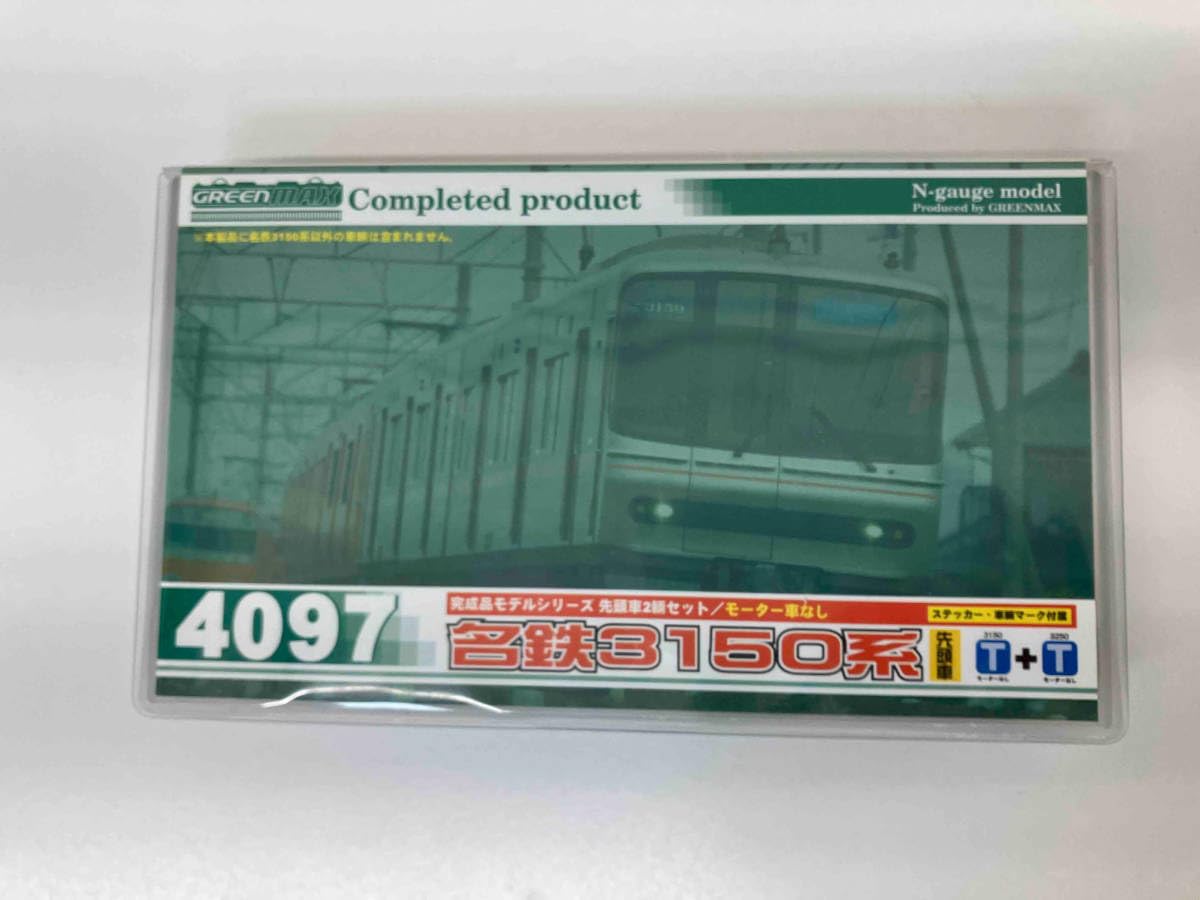 GREENMAX Completed product
N-gauge model
Produced by GREENMAX
※本製品に名鉄3150系以外の車輌は含まれません。
3150
4097
完成品モデルシリーズ 先頭車2輌セット/モーター車なし
名鉄3150系
先頭車
ステッカー・車輌マーク付属
3150 3250
T+T
モーターなし モーターなし